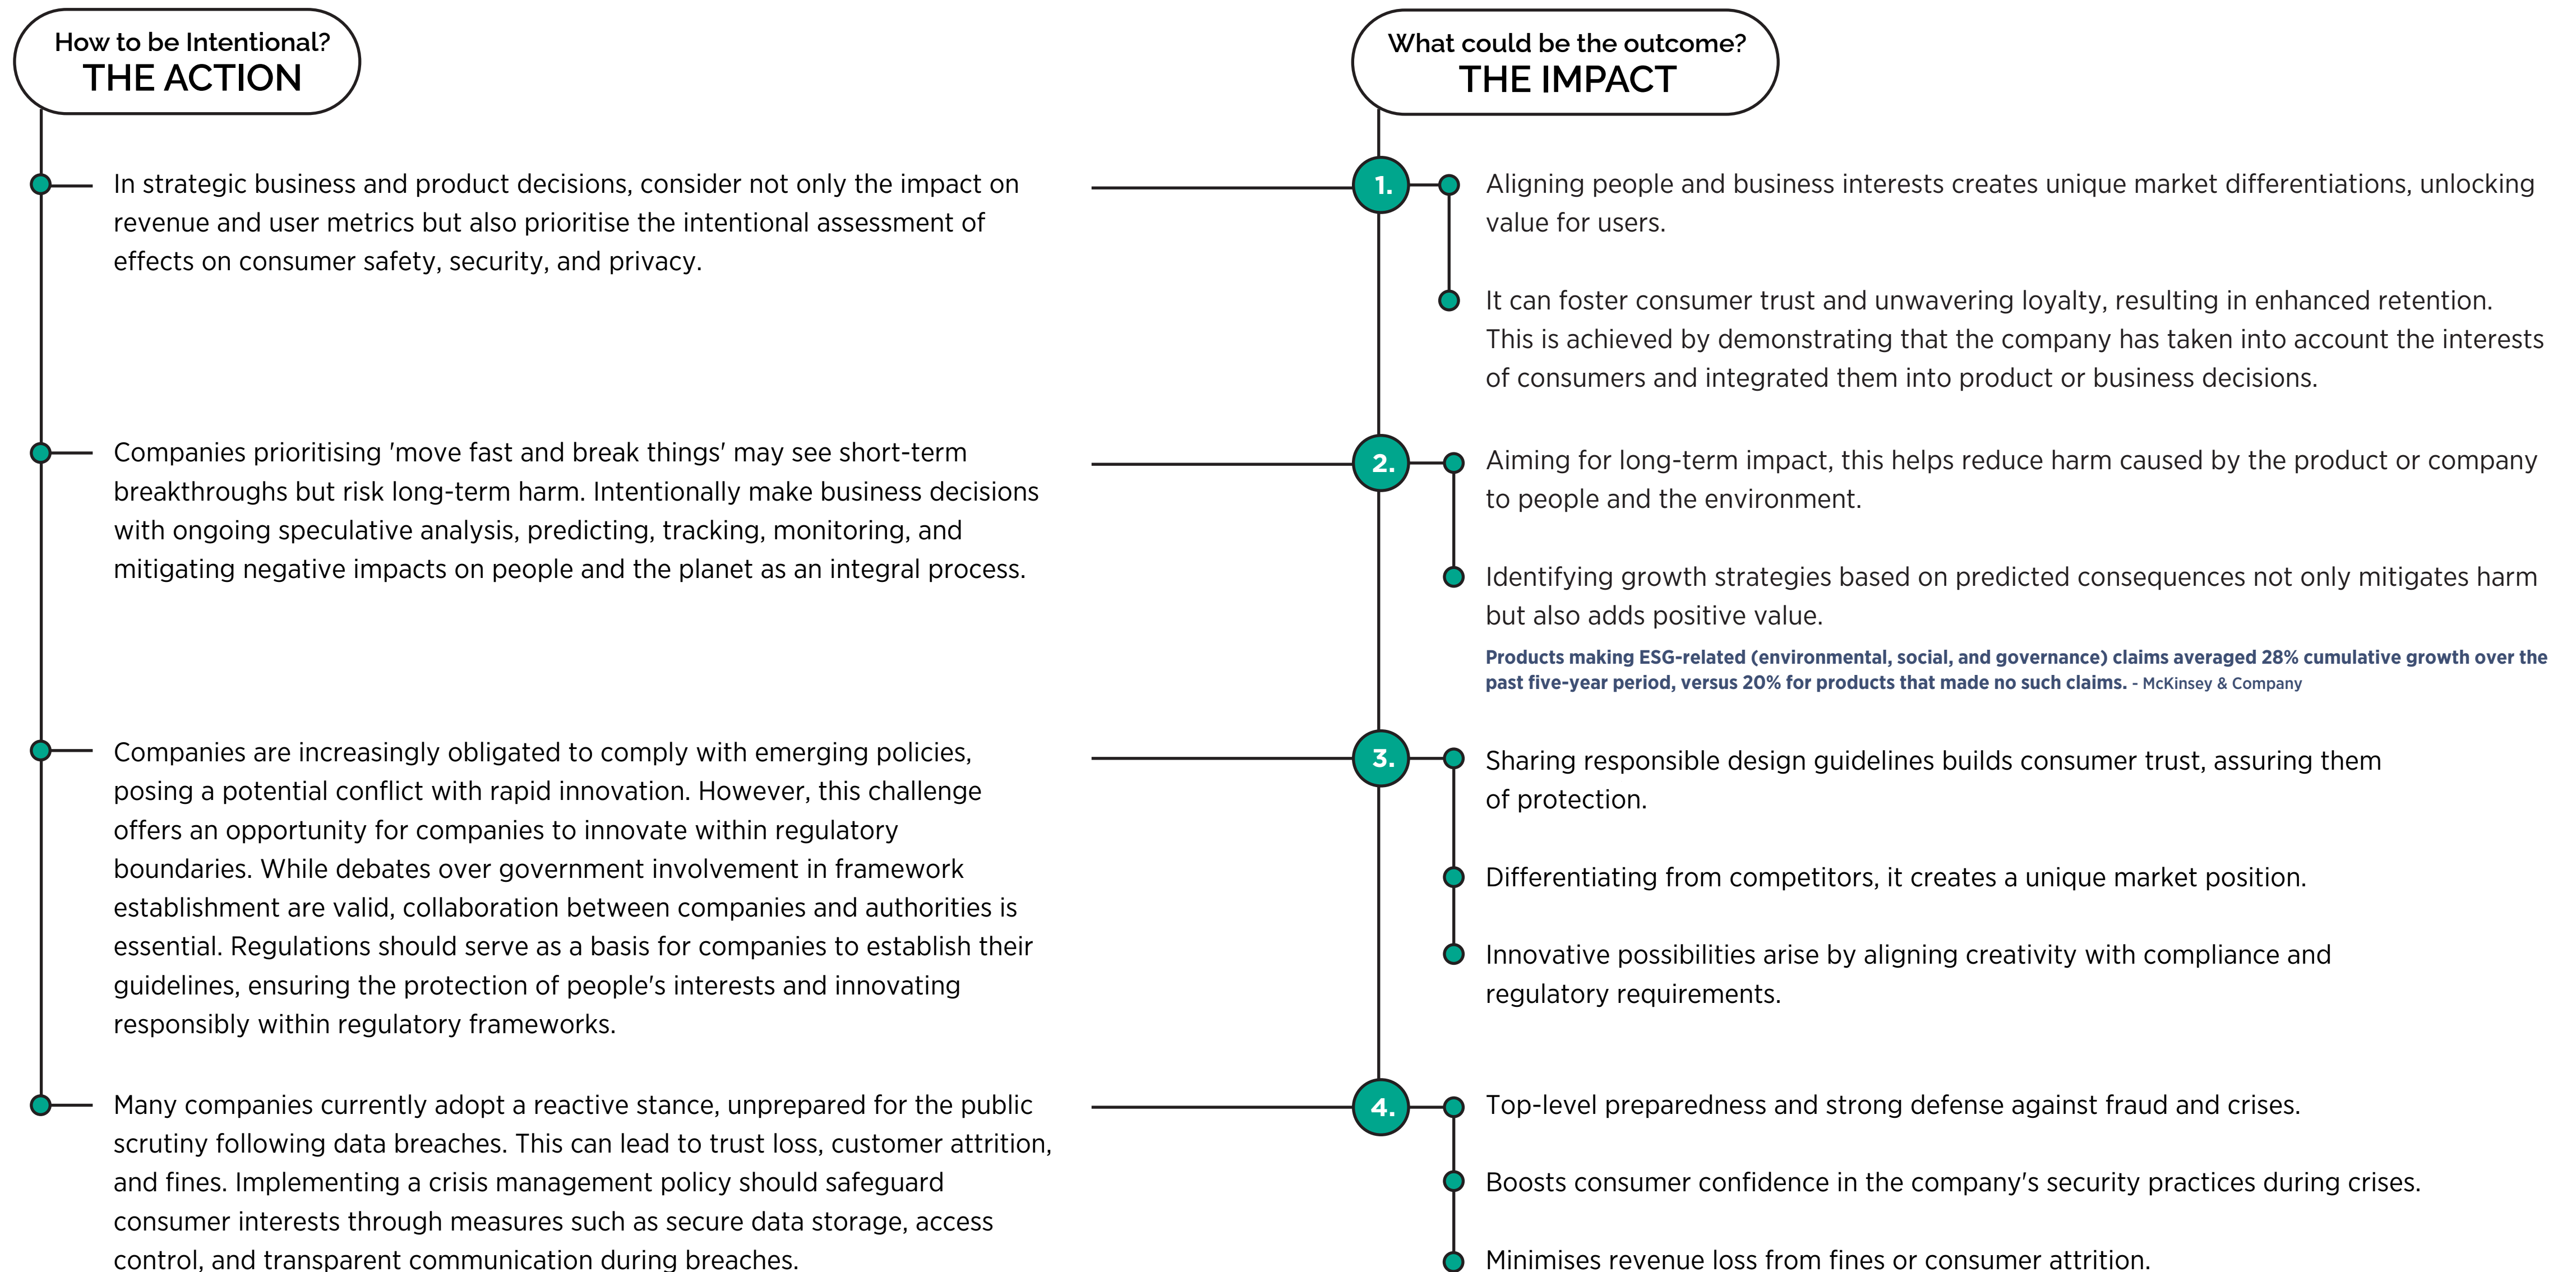 How to be Intentional?
THE ACTION
In strategic business and product decisions, consider not only the impact on
revenue and user metrics but also prioritise the intentional assessment of
effects on consumer safety, security, and privacy.
Companies prioritising 'move fast and break things' may see short-term
breakthroughs but risk long-term harm. Intentionally make business decisions
with ongoing speculative analysis, predicting, tracking, monitoring, and
mitigating negative impacts on people and the planet as an integral process.
Companies are increasingly obligated to comply with emerging policies,
posing a potential conflict with rapid innovation. However, this challenge
offers an opportunity for companies to innovate within regulatory
boundaries. While debates over government involvement in framework
establishment are valid, collaboration between companies and authorities is
essential. Regulations should serve as a basis for companies to establish their
guidelines, ensuring the protection of people's interests and innovating
responsibly within regulatory frameworks.
Many companies currently adopt a reactive stance, unprepared for the public
scrutiny following data breaches. This can lead to trust loss, customer attrition,
and fines. Implementing a crisis management policy should safeguard
consumer interests through measures such as secure data storage, access
control, and transparent communication during breaches.
What could be the outcome?
THE IMPACT
1.
Aligning people and business interests creates unique market differentiations, unlocking
value for users.
It can foster consumer trust and unwavering loyalty, resulting in enhanced retention.
This is achieved by demonstrating that the company has taken into account the interests
of consumers and integrated them into product or business decisions.
2.
Aiming for long-term impact, this helps reduce harm caused by the product or company
to people and the environment.
Identifying growth strategies based on predicted consequences not only mitigates harm
but also adds positive value.
Products making ESG-related (environmental, social, and governance) claims averaged 28% cumulative growth over the
past five-year period, versus 20% for products that made no such claims. - McKinsey & Company
3.
Sharing responsible design guidelines builds consumer trust, assuring them
of protection.
Differentiating from competitors, it creates a unique market position.
Innovative possibilities arise by aligning creativity with compliance and
regulatory requirements.
4.
Top-level preparedness and strong defense against fraud and crises.
Boosts consumer confidence in the company's security practices during crises.
Minimises revenue loss from fines or consumer attrition.